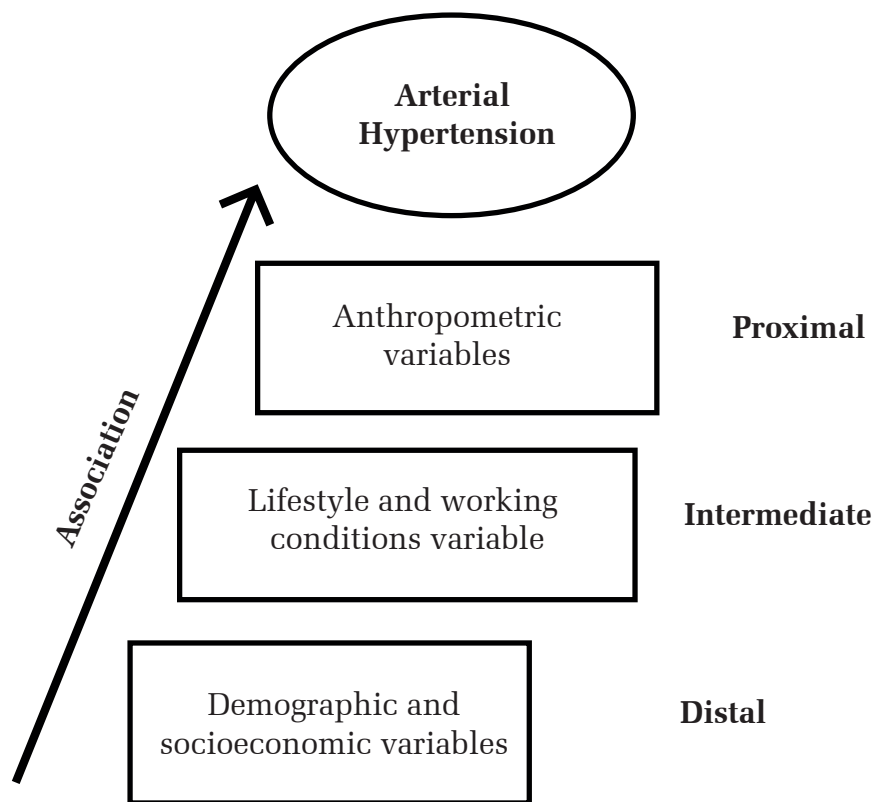 Arterial
Hypertension
Anthropometric
variables
Proximal
Association
Lifestyle and working
conditions variable
Intermediate
Demographic and
socioeconomic variables
Distal